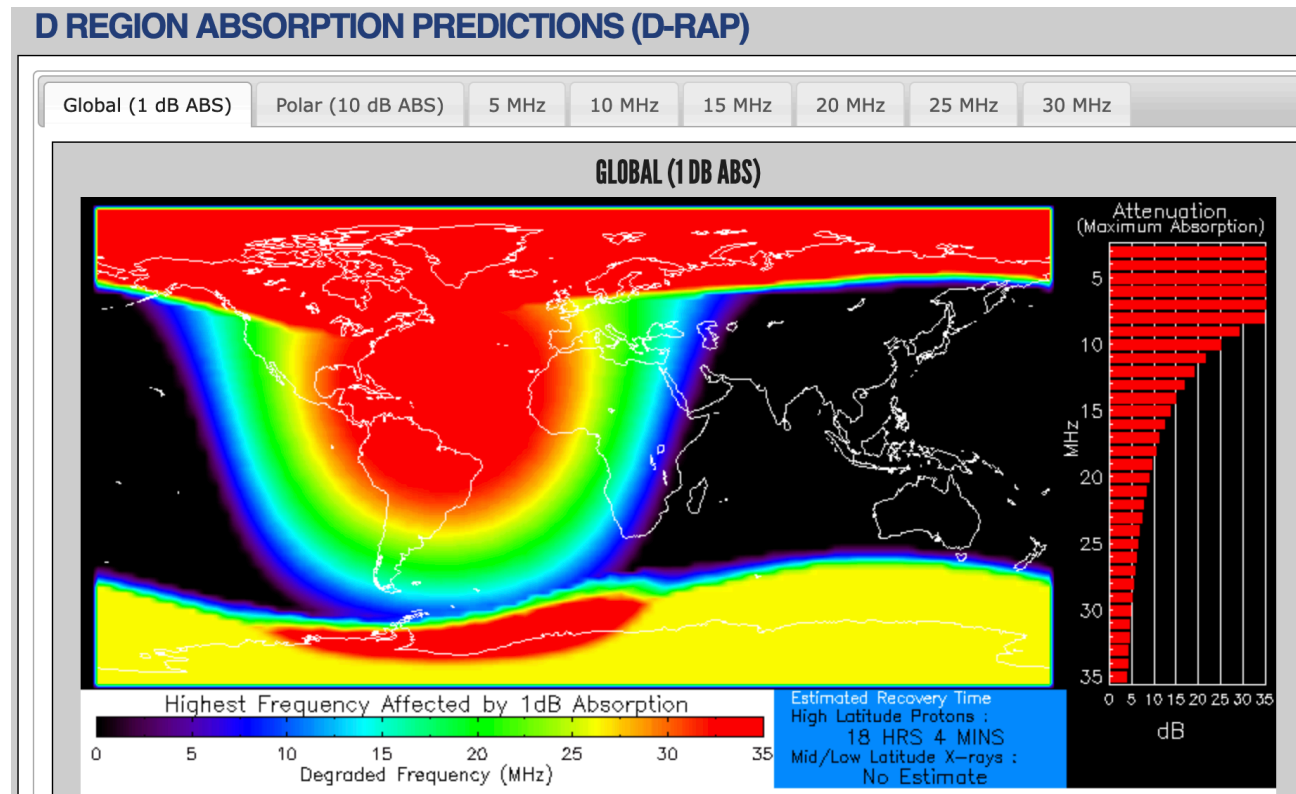 D REGION ABSORPTION PREDICTIONS (D-RAP)
Global (1 dB ABS) Polar (10 dB ABS) 5 MHz 10 MHz 15 MHz 20 MHz 25 MHz 30 MHz
GLOBAL (1 DB ABS)
Attenuation
(Maximum Absorption)
5
10
15
MHz
20
25
30
35
0 5 10 15 20 25 30 35
dB
Highest Frequency Affected by 1dB Absorption
0 5 10 15 20 25 30 35
Degraded Frequency (MHz)
Estimated Recovery Time
High Latitude Protons :
18 HRS 4 MINS
Mid/Low Latitude X-rays :
No Estimate